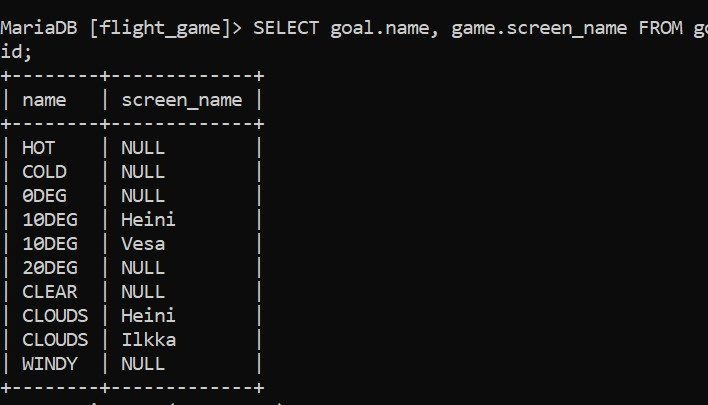 MariaDB [flight_game]> SELECT goal.name, game.screen_name FROM
id;
+--------+-------------+
| name   | screen_name |
+--------+-------------+
| HOT    | NULL        |
| COLD   | NULL        |
| 0DEG   | NULL        |
| 10DEG  | Heini       |
| 10DEG  | Vesa        |
| 20DEG  | NULL        |
| CLEAR  | NULL        |
| CLOUDS | Heini       |
| CLOUDS | Ilkka       |
| WINDY  | NULL        |
+--------+-------------+